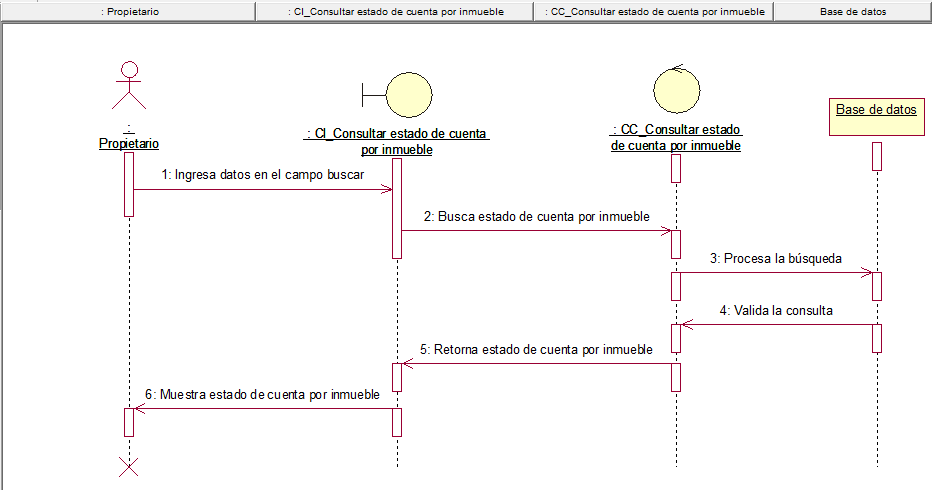 : Propietario
: CI_Consultar estado de cuenta por inmueble
: CC_Consultar estado de cuenta por inmueble
Base de datos
:
Propietario
: CI_Consultar estado de cuenta
por inmueble
: CC_Consultar estado
de cuenta por inmueble
Base de datos
1: Ingresa datos en el campo buscar
2: Busca estado de cuenta por inmueble
3: Procesa la búsqueda
4: Valida la consulta
5: Retorna estado de cuenta por inmueble
6: Muestra estado de cuenta por inmueble